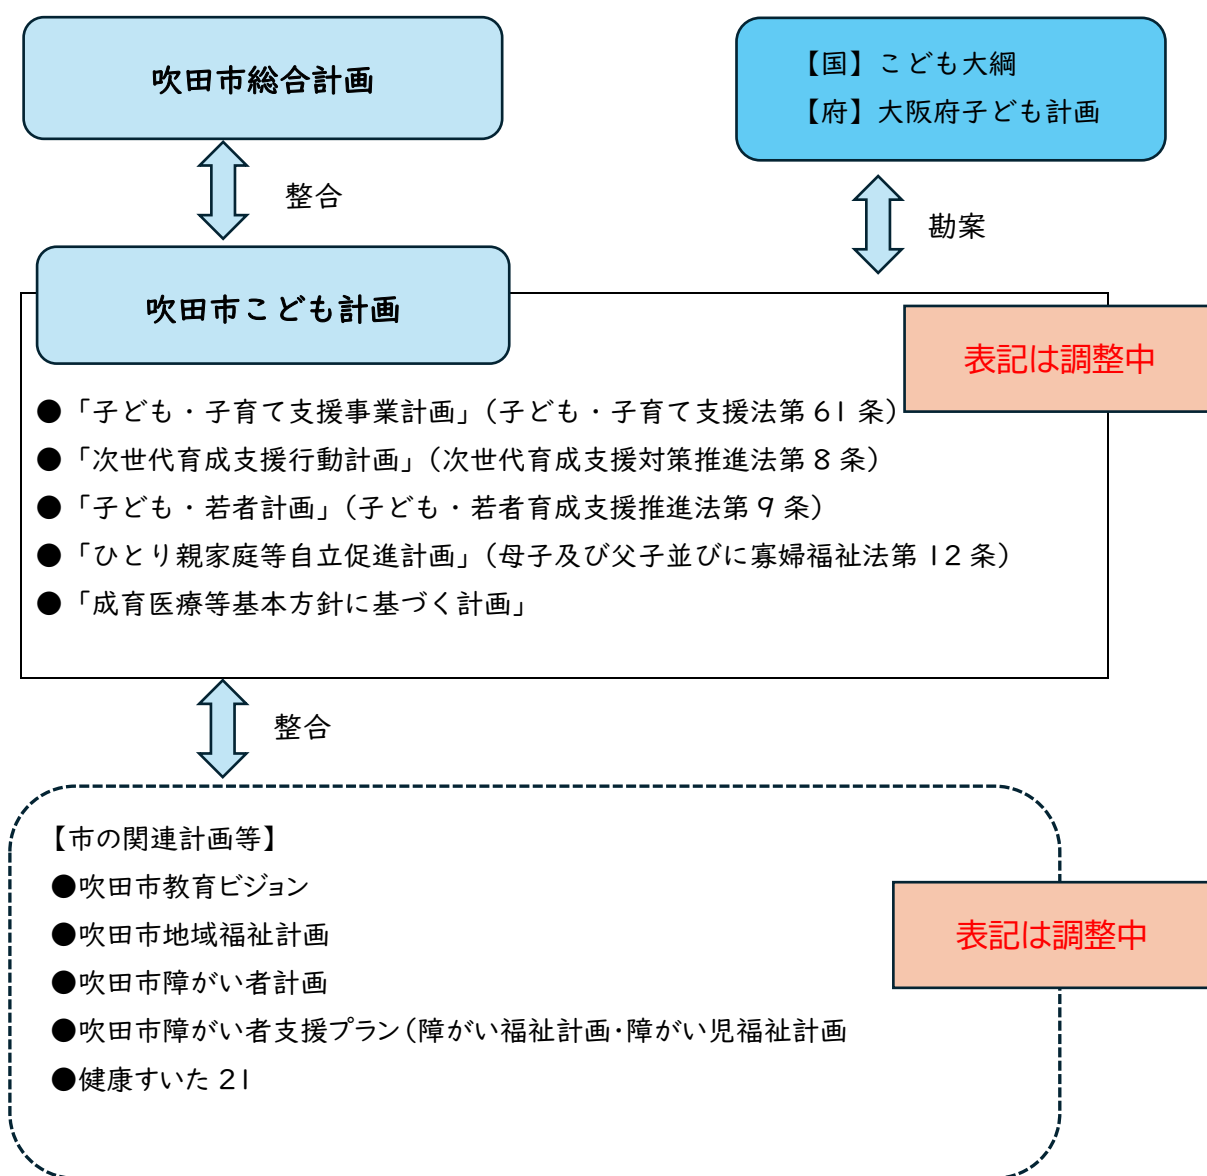 吹田市総合計画
【国】こども大綱
【府】大阪府子ども計画
整合
勘案
吹田市こども計画
表記は調整中
●「子ども・子育て支援事業計画」(子ども・子育て支援法第61条)
●「次世代育成支援行動計画」(次世代育成支援対策推進法第8条)
●「子ども・若者計画」(子ども・若者育成支援推進法第9条)
●「ひとり親家庭等自立促進計画」(母子及び父子並びに寡婦福祉法第12条)
●「成育医療等基本方針に基づく計画」
整合
【市の関連計画等】
●吹田市教育ビジョン
●吹田市地域福祉計画
表記は調整中
●吹田市障がい者計画
●吹田市障がい者支援プラン(障がい福祉計画・障がい児福祉計画
●健康すいた21